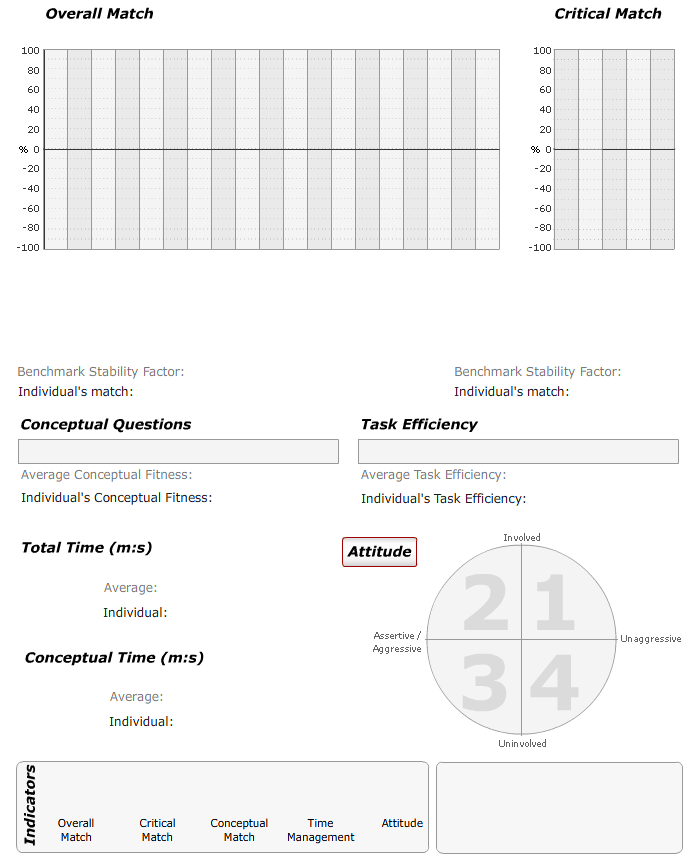 Overall Match
Critical Match
100
80
60
40
20
% 0
-20
-40
-60
-80
-100
100
80
60
40
20
% 0
-20
-40
-60
-80
-100
Benchmark Stability Factor:
Individual's match:
Benchmark Stability Factor:
Individual's match:
Conceptual Questions
Task Efficiency
Average Conceptual Fitness:
Individual's Conceptual Fitness:
Average Task Efficiency:
Individual's Task Efficiency:
Total Time (m:s)
Average:
Individual:
Conceptual Time (m:s)
Average:
Individual:
Attitude
Involved
2 1
Assertive /
Aggressive
Unaggressive
3 4
Uninvolved
Indicators
Overall
Match
Critical
Match
Conceptual
Match
Time
Management
Attitude